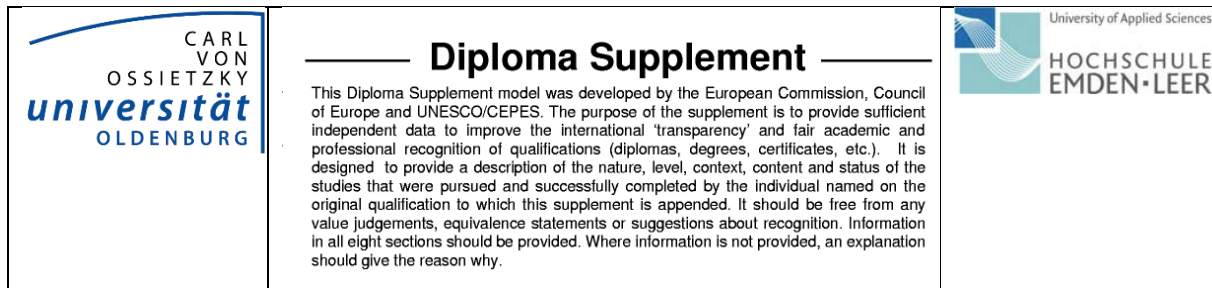 CARL
VON
OSSIETZKY
universität
OLDENBURG
Diploma Supplement
This Diploma Supplement model was developed by the European Commission, Council
of Europe and UNESCO/CEPES. The purpose of the supplement is to provide sufficient
independent data to improve the international ‘transparency’ and fair academic and
professional recognition of qualifications (diplomas, degrees, certificates, etc.). It is
designed to provide a description of the nature, level, context, content and status of the
studies that were pursued and successfully completed by the individual named on the
original qualification to which this supplement is appended. It should be free from any
value judgements, equivalence statements or suggestions about recognition. Information
in all eight sections should be provided. Where information is not provided, an explanation
should give the reason why.
University of Applied Sciences
HOCHSCHULE
EMDEN·LEER